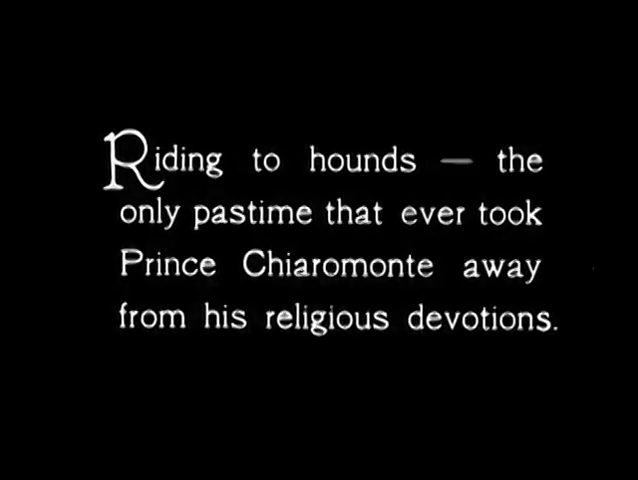 Riding to hounds — the
only pastime that ever took
Prince Chiaromonte away
from his religious devotions.